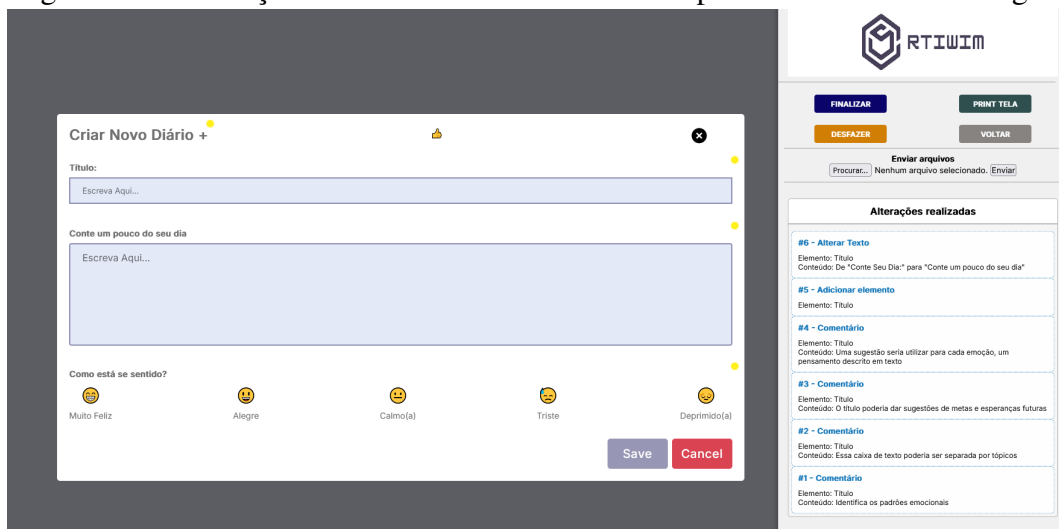 Criar Novo Diário +
Título:
Escreva Aqui...
Conte um pouco do seu dia
Escreva Aqui...
Como está se sentido?
Muito Feliz
Alegre
Calmo(a)
Triste
Deprimido(a)
Save
Cancel
RTIWIM
FINALIZAR
PRINT TELA
DESFAZER
VOLTAR
Enviar arquivos
Procurar... Nenhum arquivo selecionado. Enviar
Alterações realizadas
#6 - Alterar Texto
Elemento: Título
Conteúdo: De "Conte Seu Dia:" para "Conte um pouco do seu dia"
#5 - Adicionar elemento
Elemento: Título
#4 - Comentário
Elemento: Título
Conteúdo: Uma sugestão seria utilizar para cada emoção, um
pensamento descrito em texto
#3 - Comentário
Elemento: Título
Conteúdo: O título poderia dar sugestões de metas e esperanças futuras
#2 - Comentário
Elemento: Título
Conteúdo: Essa caixa de texto poderia ser separada por tópicos
#1 - Comentário
Elemento: Título
Conteúdo: Identifica os padrões emocionais